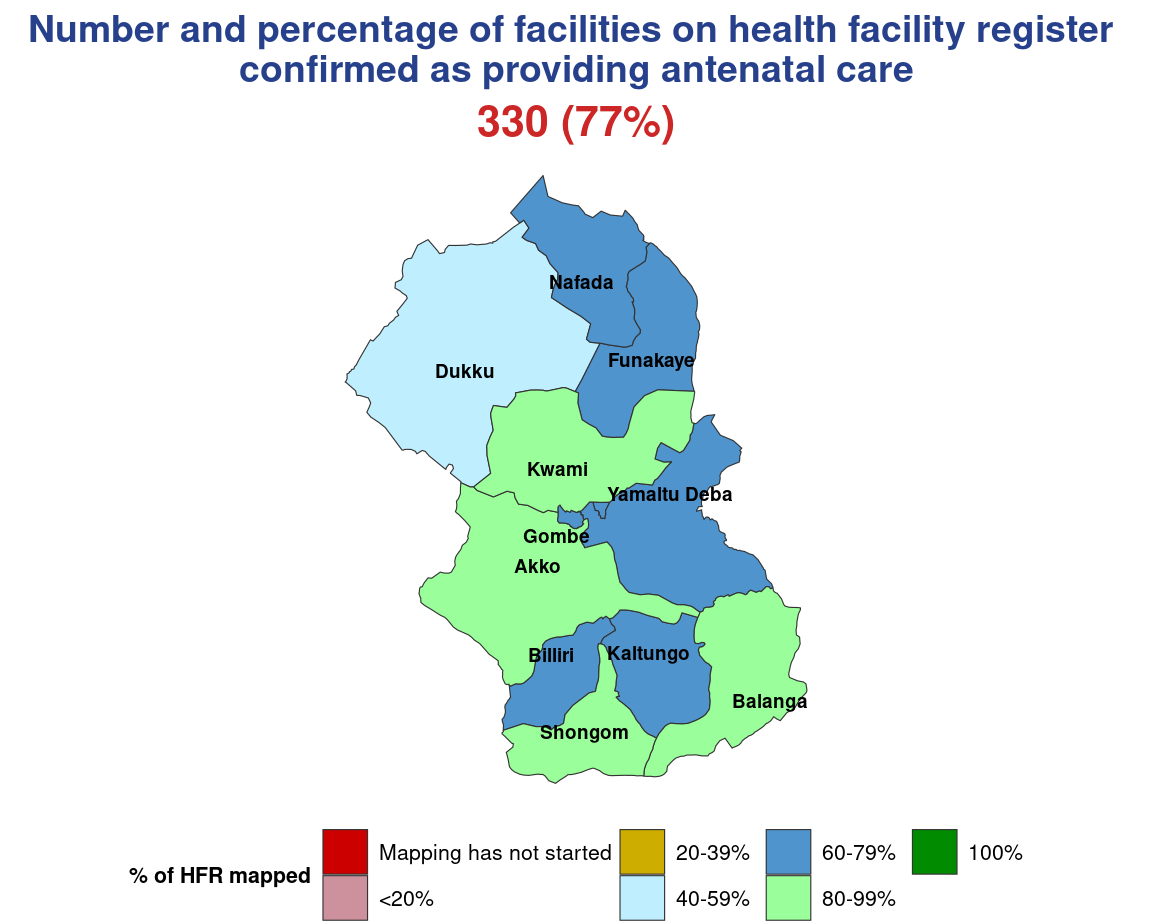 Number and percentage of facilities on health facility register
confirmed as providing antenatal care
330 (77%)
Nafada
Funakaye
Dukku
Kwami
Yamaltu Deba
Gombe
Akko
Billiri
Kaltungo
Balanga
Shongom
% of HFR mapped
Mapping has not started
<20%
20-39%
40-59%
60-79%
80-99%
100%